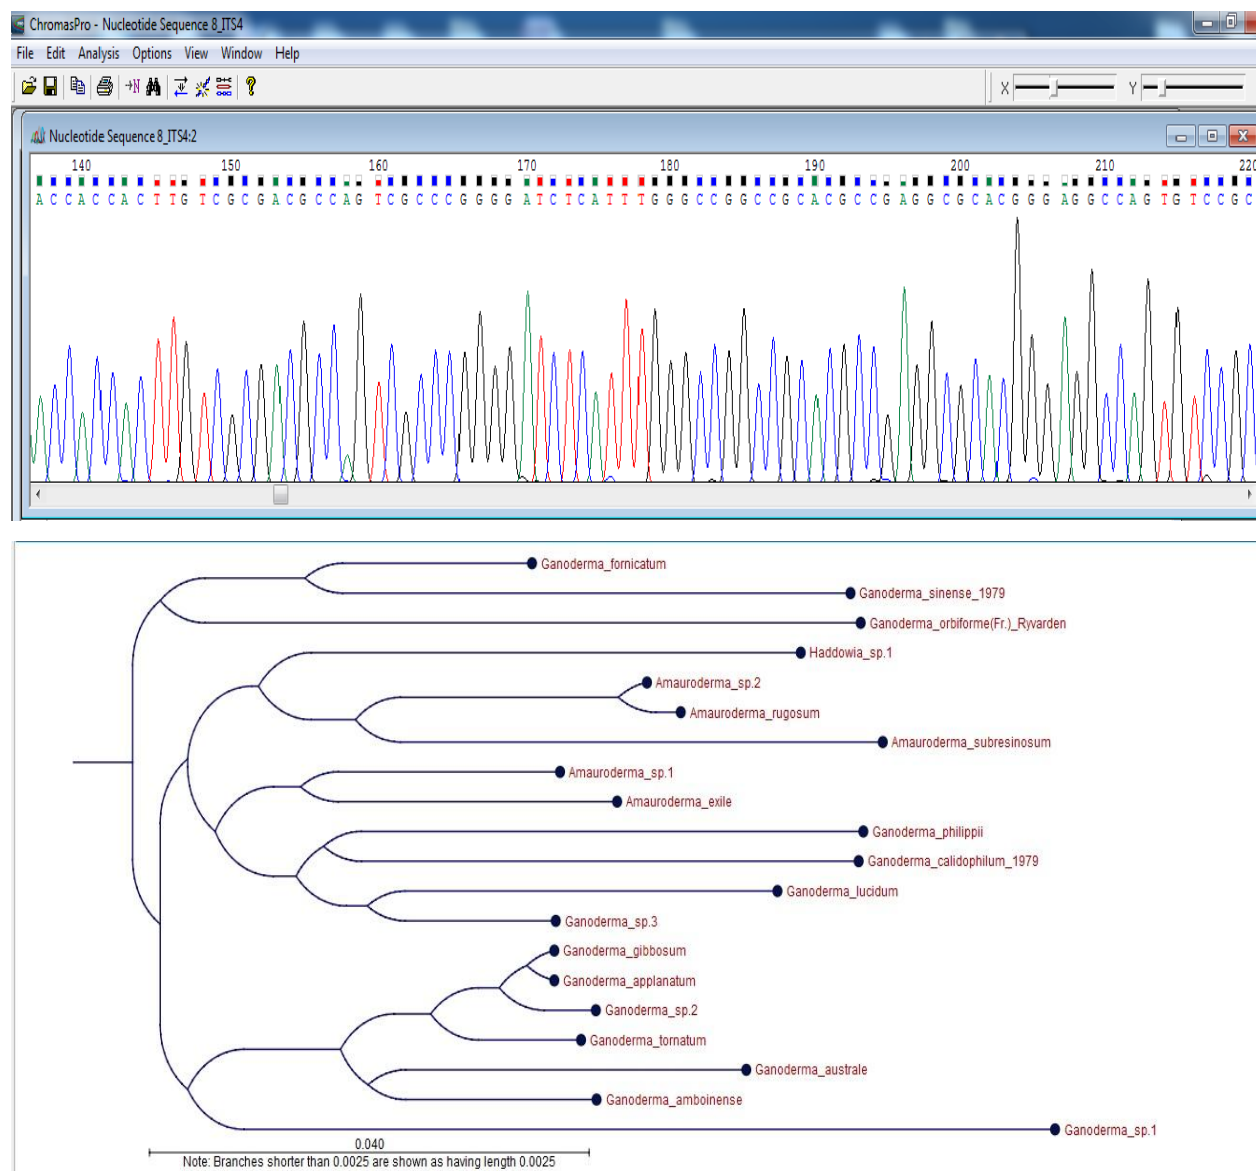 ChromasPro - Nucleotide Sequence 8_ITS4
File Edit Analysis Options View Window Help
→N ? X Y
Nucleotide Sequence 8_ITS4:2
140 150 160 170 180 190 200 210 220
ACCACCACTTGTCGCGACGCCAGTCGCCCGGGGATCTCATTTGGGCCGGCCGCACGCCGAGGCGCACGGGAGGCCAGTGTCCGC
Ganoderma_fornicatum
Ganoderma_sinense_1979
Ganoderma_orbiforme(Fr.)_Ryvarden
Haddowia_sp.1
Amauroderma_sp.2
Amauroderma_rugosum
Amauroderma_subresinosum
Amauroderma_sp.1
Amauroderma_exile
Ganoderma_philippii
Ganoderma_calidophilum_1979
Ganoderma_lucidum
Ganoderma_sp.3
Ganoderma_gibbosum
Ganoderma_applanatum
Ganoderma_sp.2
Ganoderma_tornatum
Ganoderma_australe
Ganoderma_amboinense
Ganoderma_sp.1
0.040
Note: Branches shorter than 0.0025 are shown as having length 0.0025